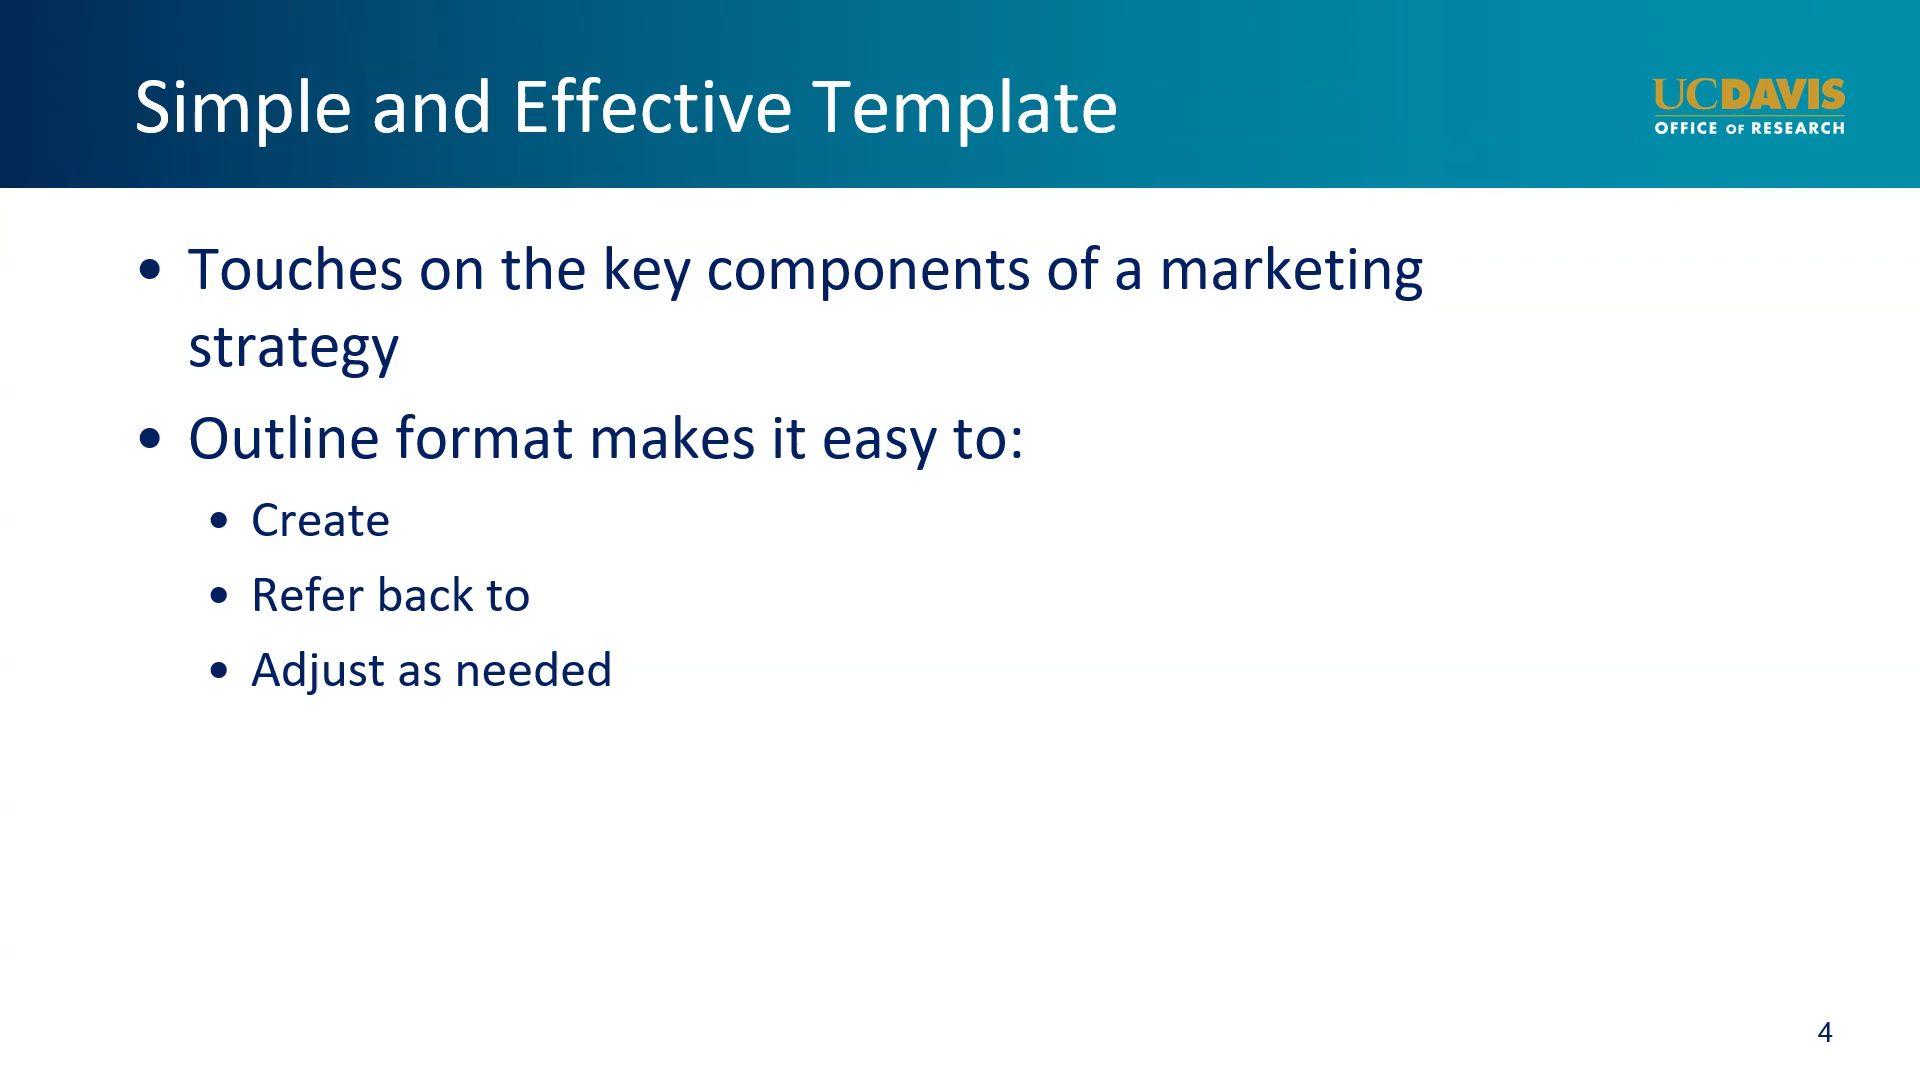 Simple and Effective Template
UCDAVIS
OFFICE OF RESEARCH
• Touches on the key components of a marketing
strategy
• Outline format makes it easy to:
• Create
• Refer back to
• Adjust as needed
4